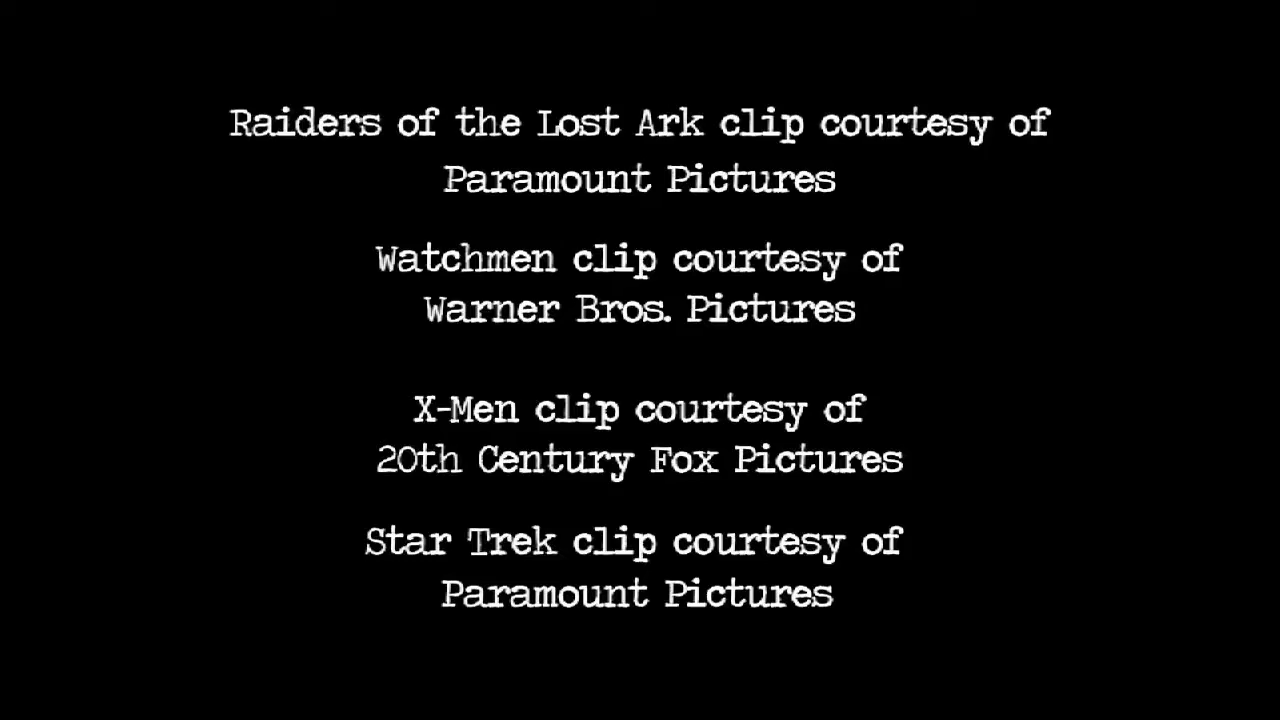 Raiders of the Lost Ark clip courtesy of
Paramount Pictures
Watchmen clip courtesy of
Warner Bros. Pictures
X-Men clip courtesy of
20th Century Fox Pictures
Star Trek clip courtesy of
Paramount Pictures